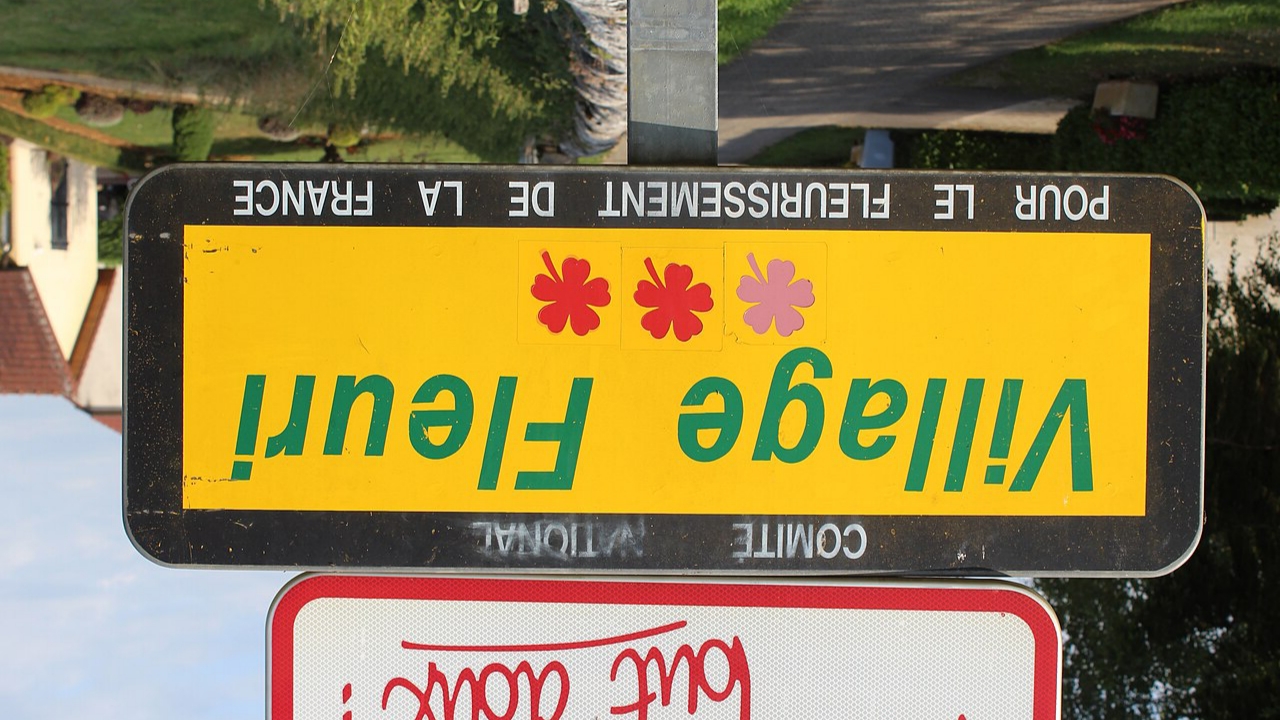 tout doux !
COMITE NATIONAL
Village Fleuri
POUR LE FLEURISSEMENT DE LA FRANCE